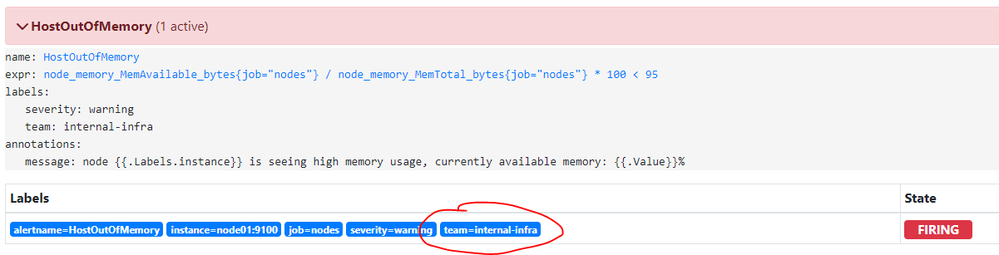 HostOutOfMemory (1 active)
name: HostOutOfMemory
expr: node_memory_MemAvailable_bytes{job="nodes"} / node_memory_MemTotal_bytes{job="nodes"} * 100 < 95
labels:
severity: warning
team: internal-infra
annotations:
message: node {{.Labels.instance}} is seeing high memory usage, currently available memory: {{.Value}}%
Labels State
alertname=HostOutOfMemory instance=node01:9100 job=nodes severity=warning team=internal-infra FIRING